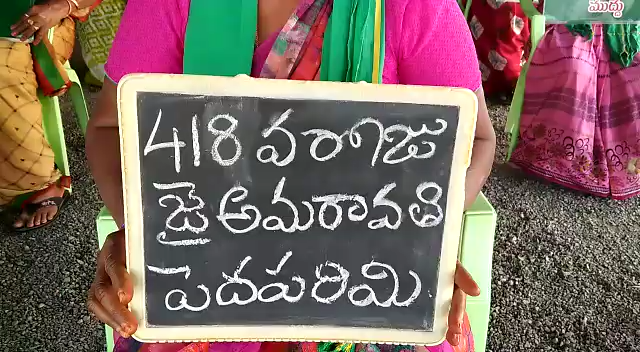 ముద్దు
418 వ రోజు
జై అమరావతి
పెదపరిమి